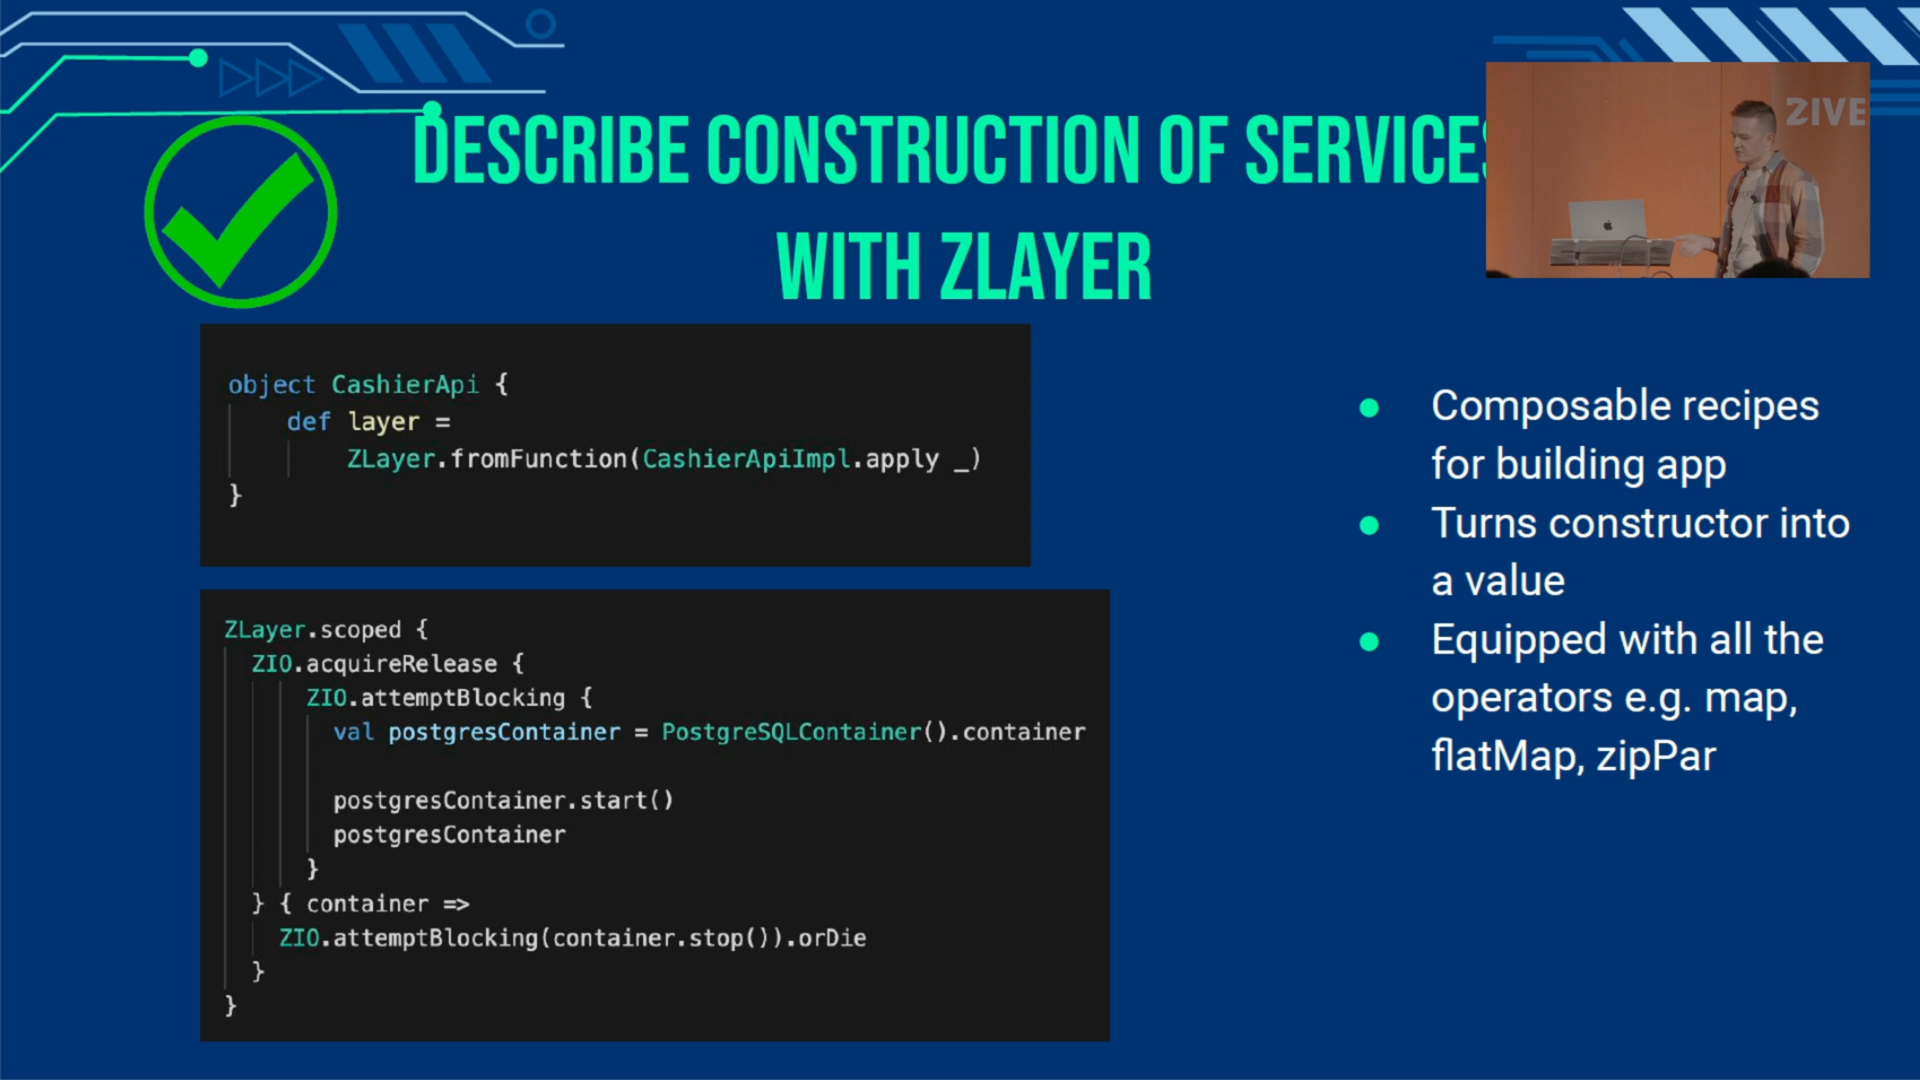 DESCRIBE CONSTRUCTION OF SERVICES
WITH ZLAYER
ZIVE
object CashierApi {
def layer =
ZLayer.fromFunction(CashierApiImpl.apply _)
}
ZLayer.scoped {
ZIO.acquireRelease {
ZIO.attemptBlocking {
val postgresContainer = PostgreSQLContainer().container
postgresContainer.start()
postgresContainer
}
} { container =>
ZIO.attemptBlocking(container.stop()).orDie
}
}
● Composable recipes
for building app
● Turns constructor into
a value
● Equipped with all the
operators e.g. map,
flatMap, zipPar